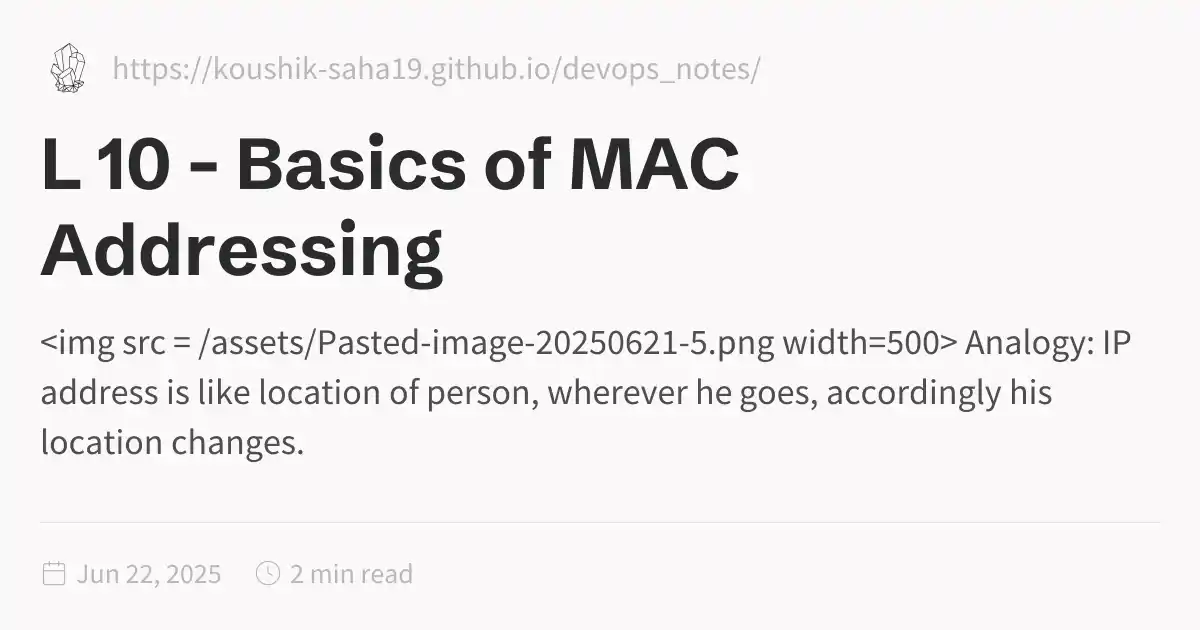 https://koushik-saha19.github.io/devops_notes/
L 10 - Basics of MAC
Addressing
<img src = /assets/Pasted-image-20250621-5.png width=500> Analogy: IP
address is like location of person, wherever he goes, accordingly his
location changes.
Jun 22, 2025 2 min read